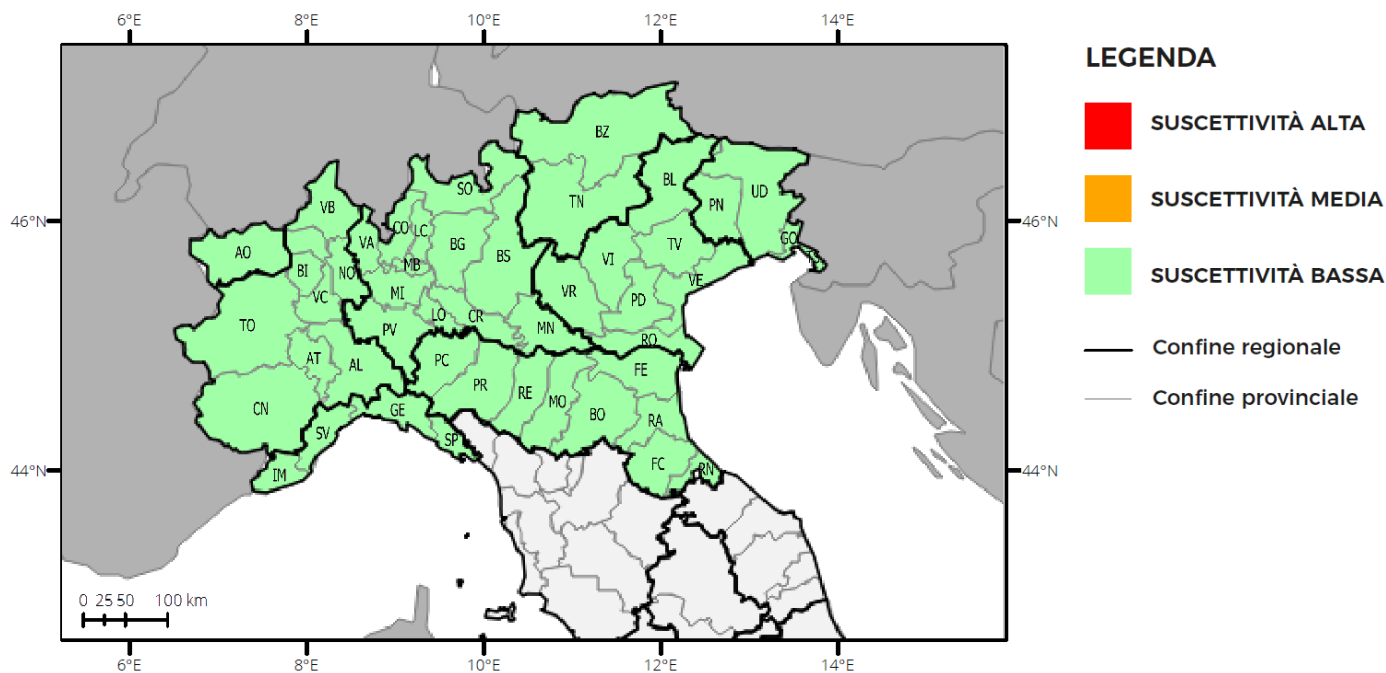 6°E 8°E 10°E 12°E 14°E
LEGENDA
SUSCETTIVITÀ ALTA
SUSCETTIVITÀ MEDIA
SUSCETTIVITÀ BASSA
Confine regionale
Confine provinciale
46°N 46°N
44°N 44°N
BZ
SO BL UD
VB TN PN
CO LC GO
AO VA BG TV
BI NO MB BS VI
VC MI VR PD VE
TO PV LO CR MN RO
AT AL PC FE
CN PR RE MO BO RA
SV GE SP
IM FC RN
0 25 50 100 km
6°E 8°E 10°E 12°E 14°E